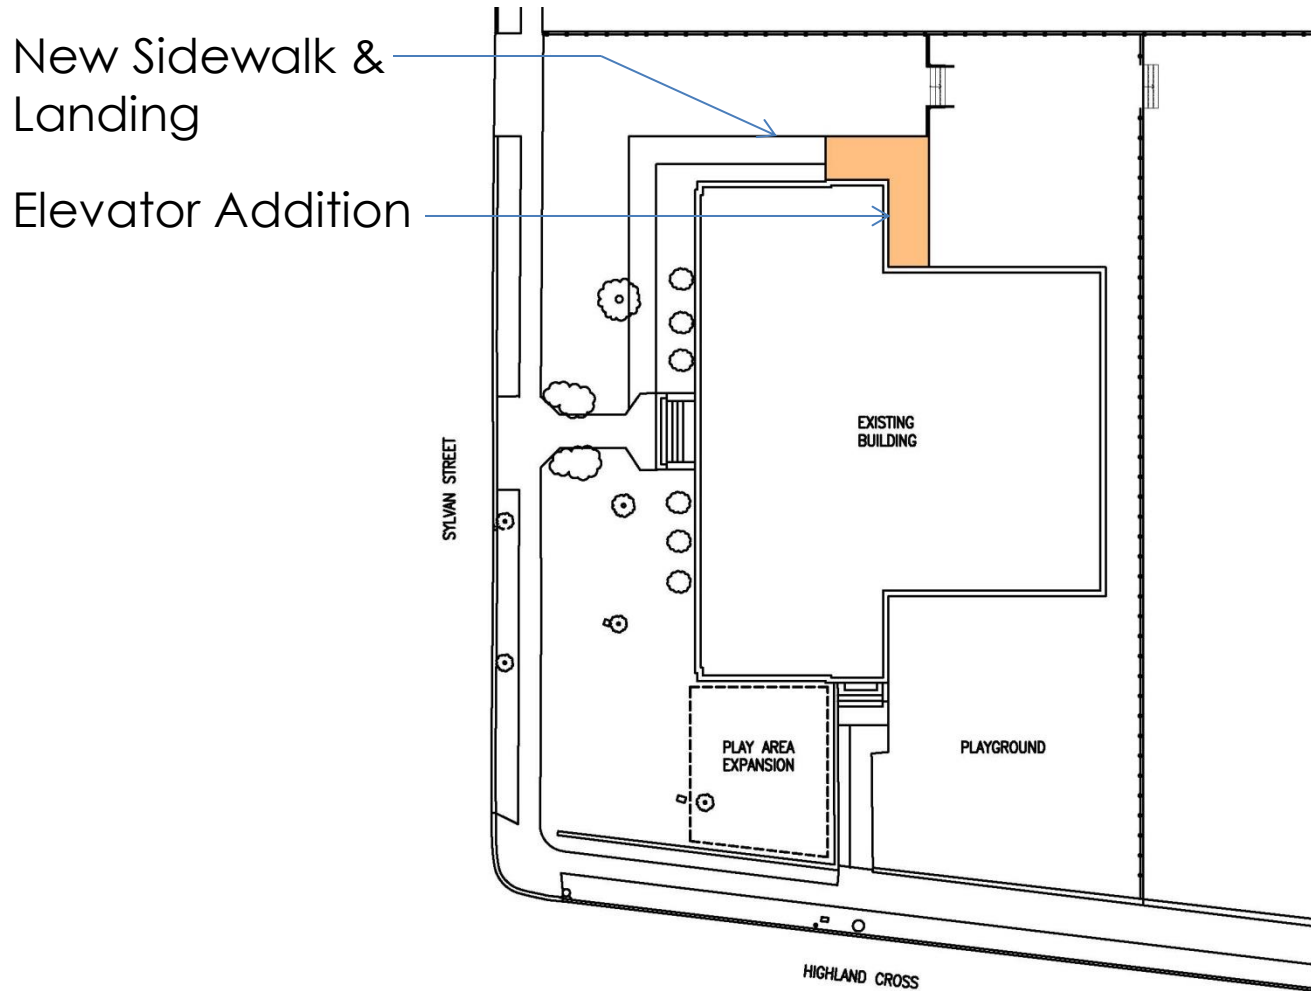 New Sidewalk &
Landing
Elevator Addition
EXISTING
BUILDING
SYLVAN STREET
PLAY AREA
EXPANSION
PLAYGROUND
HIGHLAND CROSS